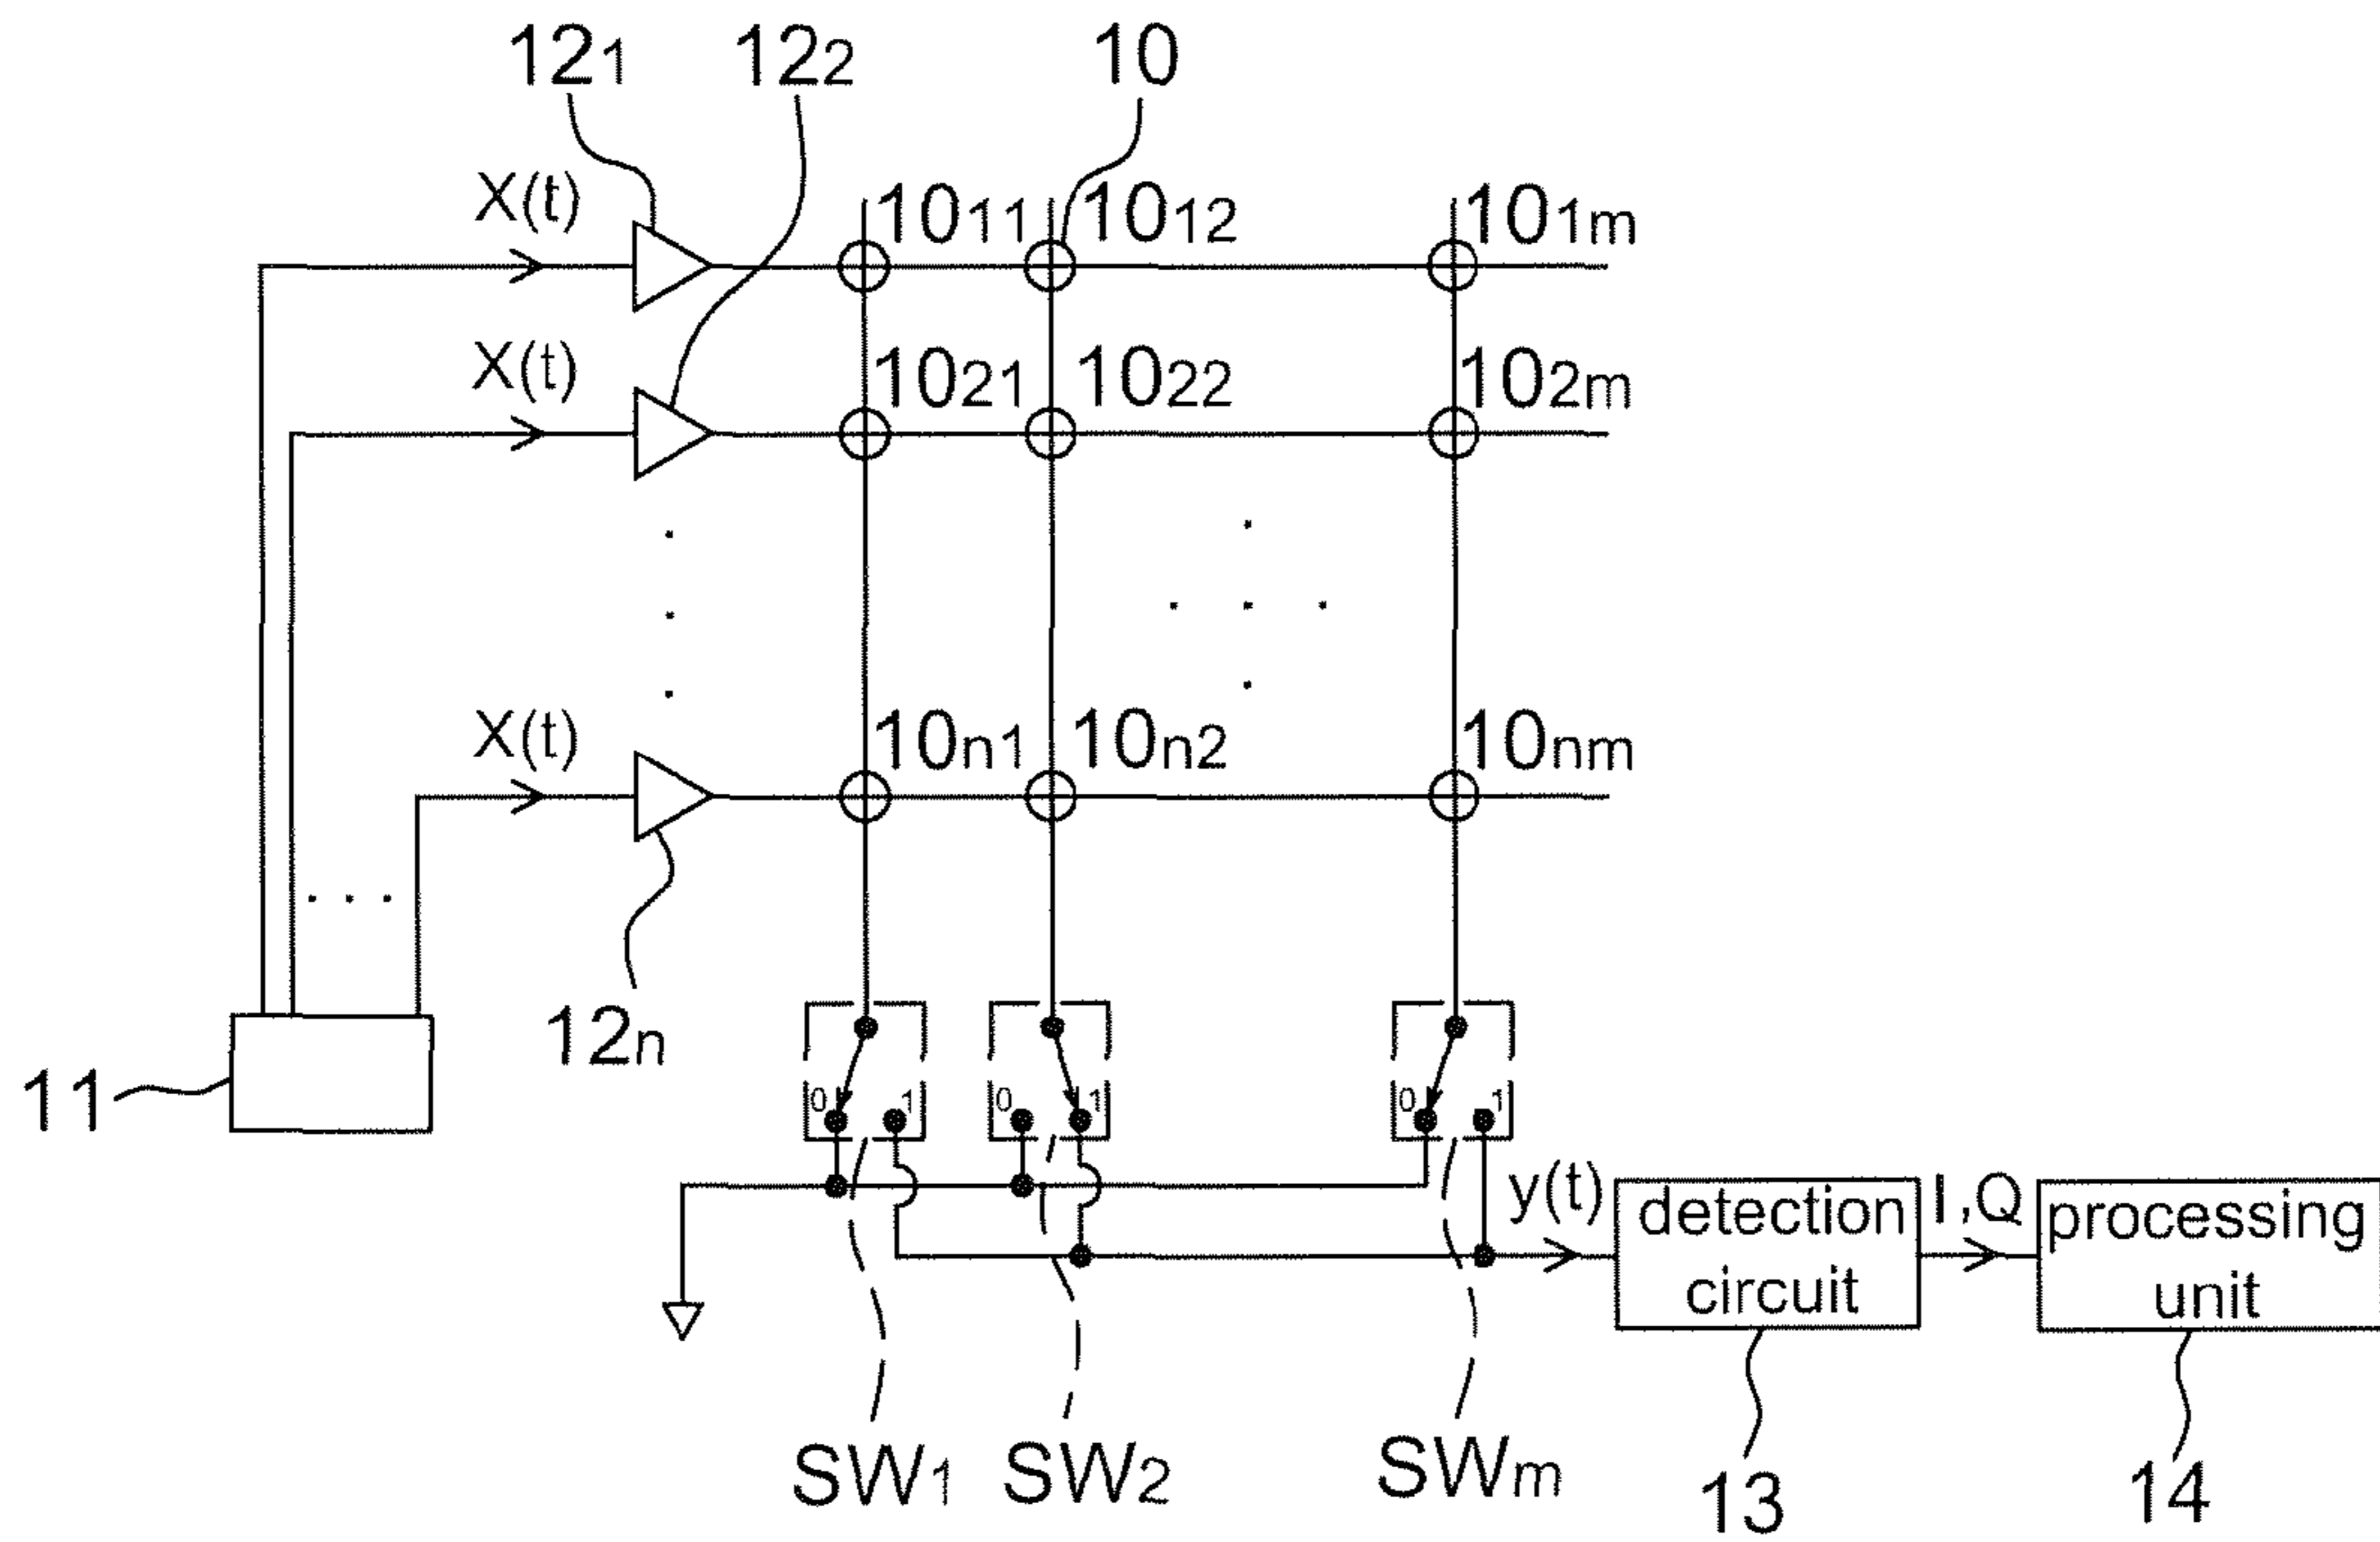 12₁ 12₂ 10
X(t) 10₁₁ 10₁₂ 10₁ₘ
X(t) 10₂₁ 10₂₂ 10₂ₘ
X(t) 10ₙ₁ 10ₙ₂ 10ₙₘ
12ₙ
11
0 1 0 1 0 1
y(t) detection circuit I,Q processing unit
SW₁ SW₂ SWₘ 13 14